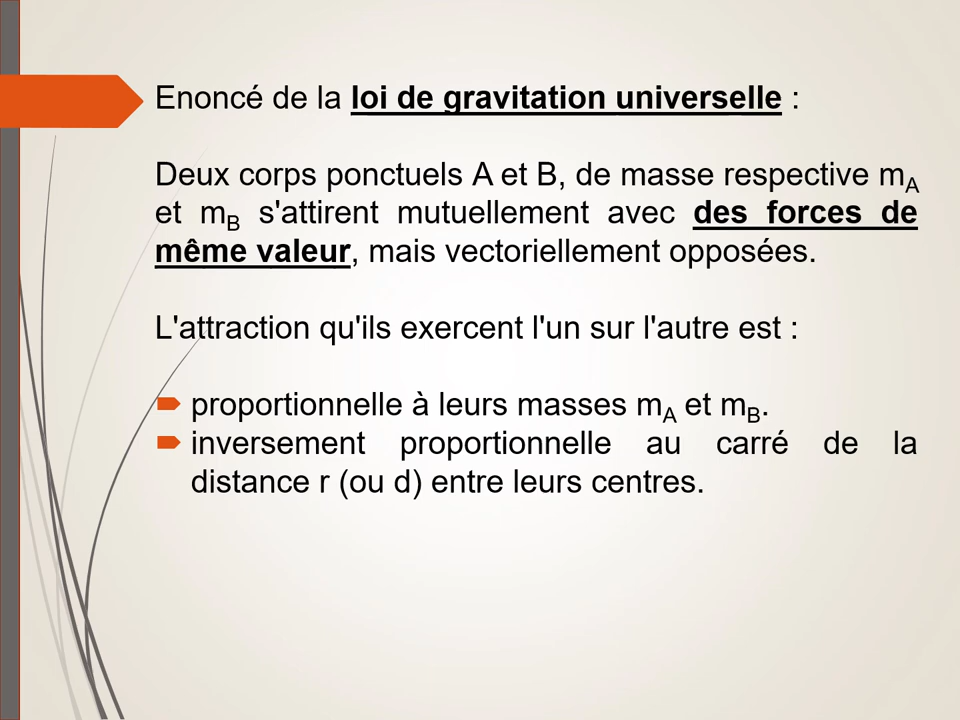 Enoncé de la loi de gravitation universelle :
Deux corps ponctuels A et B, de masse respective mA
et mB s'attirent mutuellement avec des forces de
même valeur, mais vectoriellement opposées.
L'attraction qu'ils exercent l'un sur l'autre est :
proportionnelle à leurs masses mA et mB.
inversement proportionnelle au carré de la
distance r (ou d) entre leurs centres.